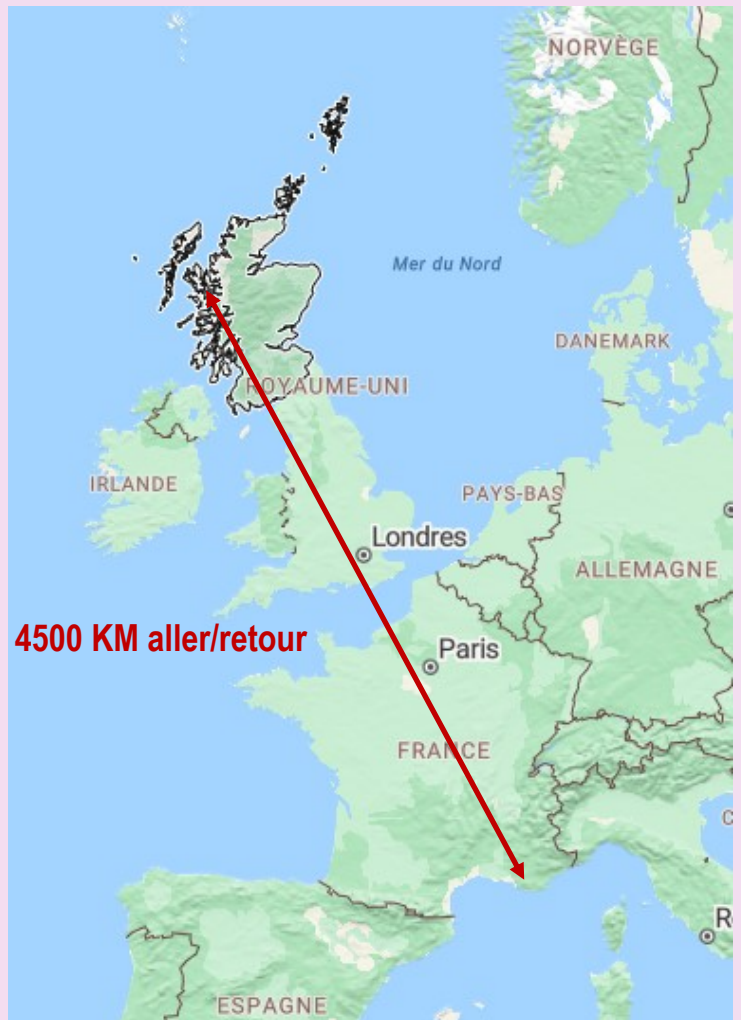 NORVÈGE
Mer du Nord
DANEMARK
ROYAUME-UNI
IRLANDE
PAYS-BAS
Londres
ALLEMAGNE
4500 KM aller/retour
Paris
FRANCE
C
R
ESPAGNE